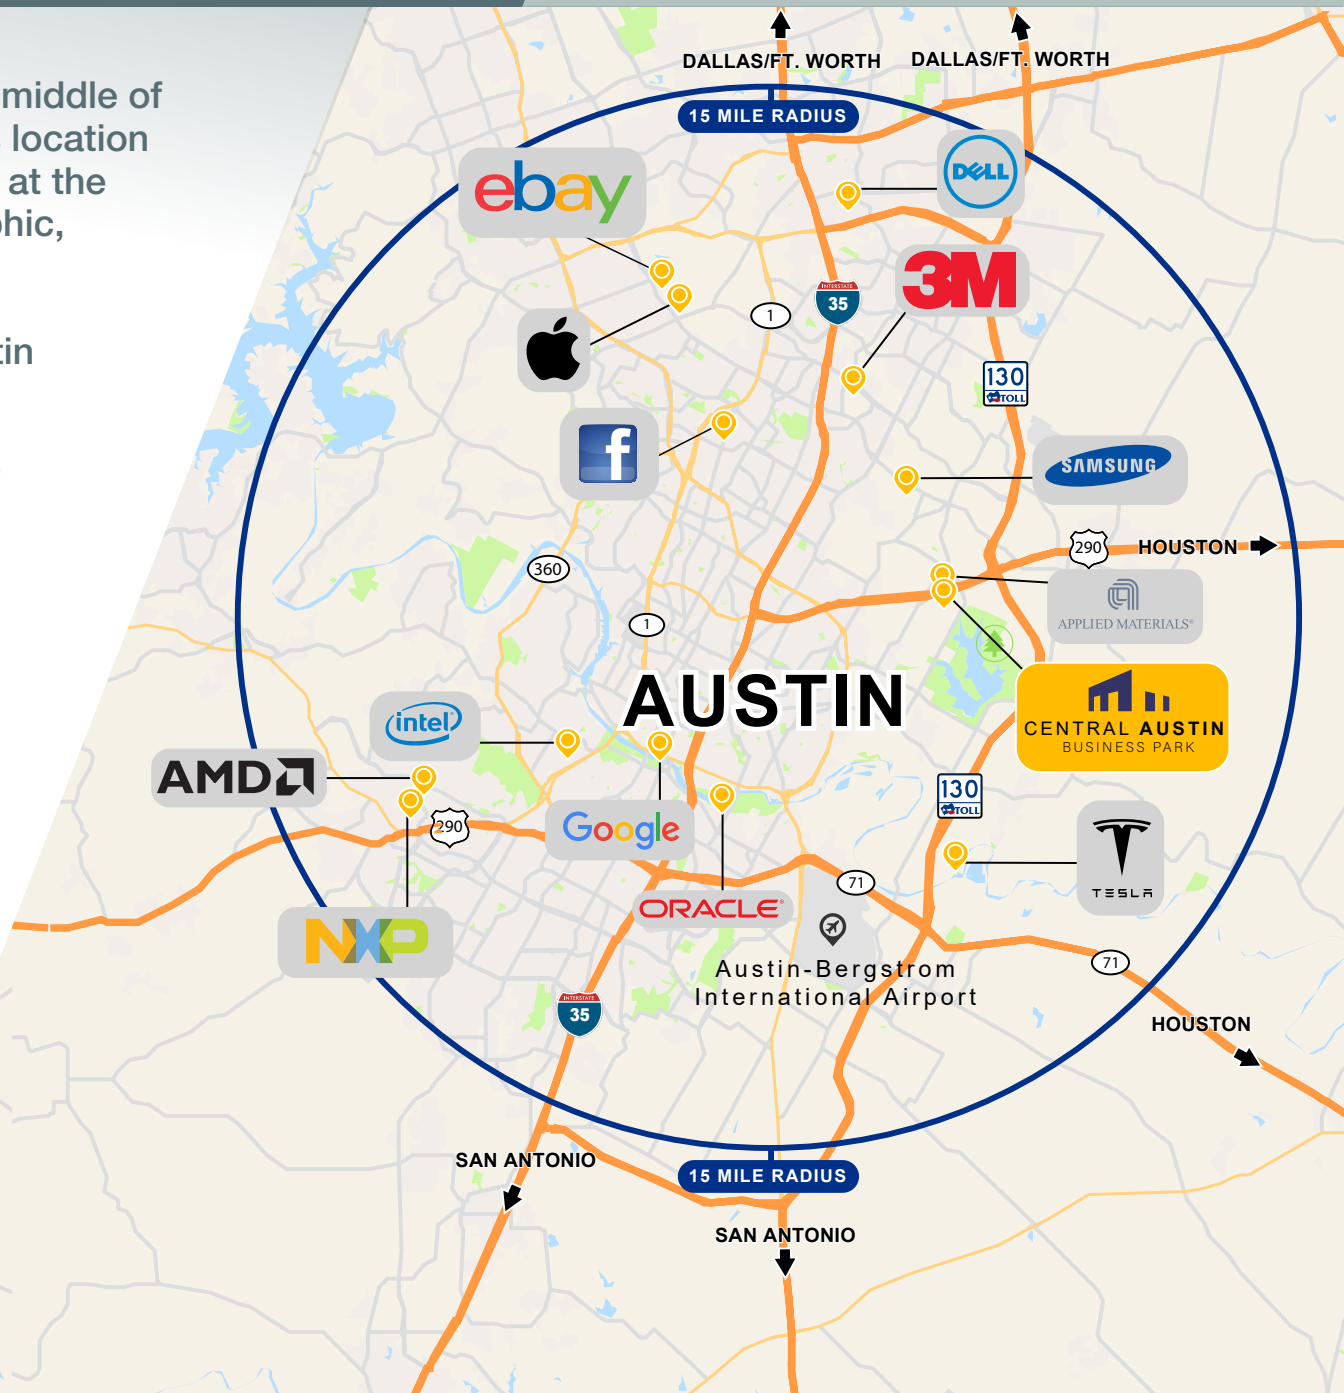 middle of
location
at the
phic,
tin
DALLAS/FT. WORTH
DALLAS/FT. WORTH
15 MILE RADIUS
ebay
DELL
3M
INTERSTATE
35
1
130
TOLL
f
SAMSUNG
290
HOUSTON
360
APPLIED MATERIALS®
1
AUSTIN
CENTRAL AUSTIN
BUSINESS PARK
intel
AMD
130
TOLL
290
Google
TESLA
71
ORACLE®
NXP
Austin-Bergstrom
International Airport
71
INTERSTATE
35
HOUSTON
SAN ANTONIO
15 MILE RADIUS
SAN ANTONIO